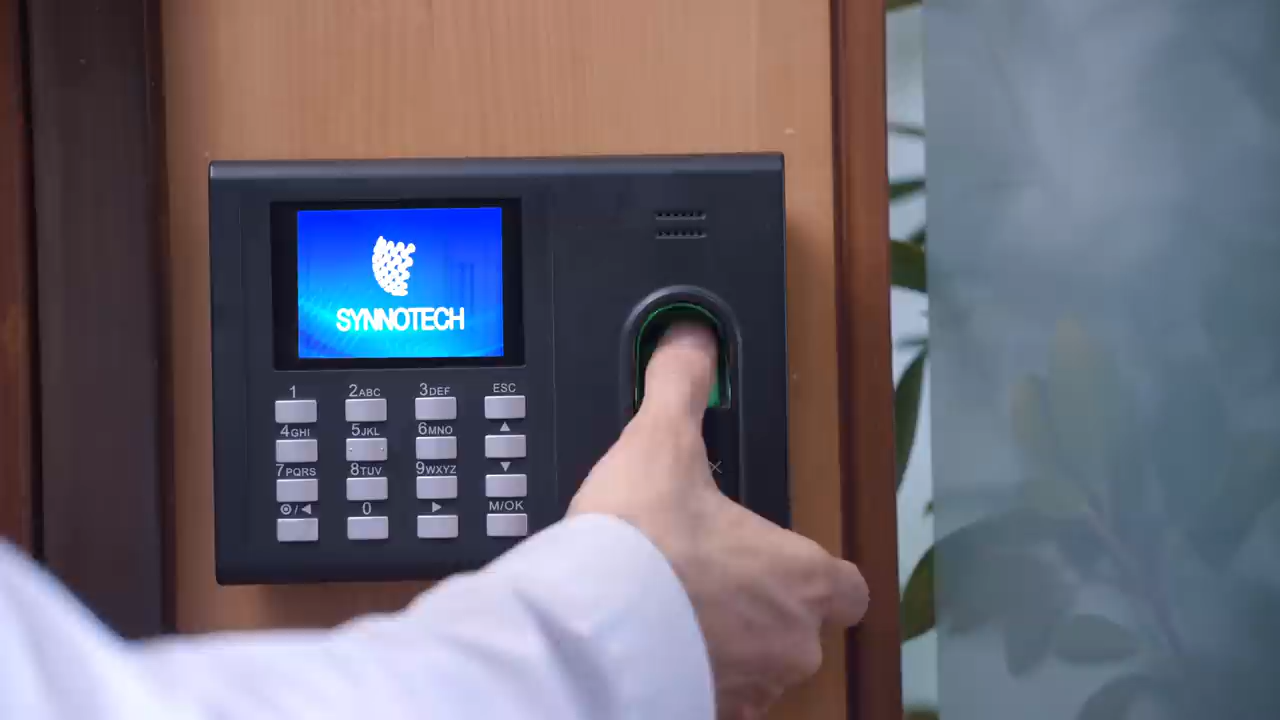 SYNNOTECH
1 2ABC 3DEF ESC
4GHI 5JKL 6MNO ▲
7PQRS 8TUV 9WXYZ ▼
⊙/◀ 0 ▶ M/OK